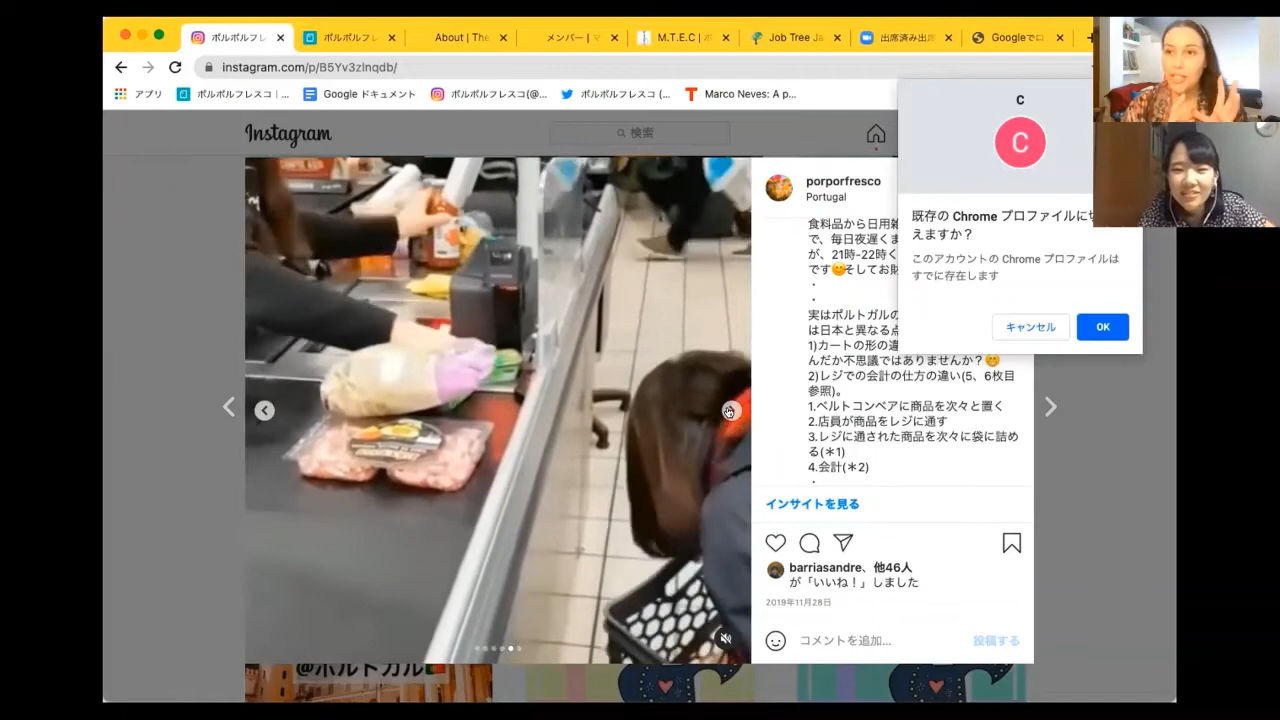 ポルポルフレ
ポルポルフレ
About | The
メンバー | マ
M.T.E.C | ポ
Job Tree Ja
出席済み出席
Googleでロ
instagram.com/p/B5Yv3zlnqdb/
アプリ
ポルポルフレスコ | ...
Google ドキュメント
ポルポルフレスコ(@...
ポルポルフレスコ (...
Marco Neves: A p...
Instagram
検索
C
C
既存の Chrome プロファイルに
えますか？
このアカウントの Chrome プロファイルは
すでに存在します
キャンセル
OK
porporfresco
Portugal
食料品から日用雑
で、毎日夜遅くま
が、21時-22時く
です😊そしてお財
・
・
実はポルトガルの
は日本と異なる点
1)カートの形の違
んだか不思議ではありませんか？🤭
2)レジでの会計の仕方の違い(5、6枚目
参照)。
1.ベルトコンベアに商品を次々と置く
2.店員が商品をレジに通す
3.レジに通された商品を次々に袋に詰め
る(＊1)
4.会計(＊2)
・
インサイトを見る
barriasandre、他46人
が「いいね！」しました
2019年11月28日
コメントを追加...
投稿する
@ポルトガル🇵🇹